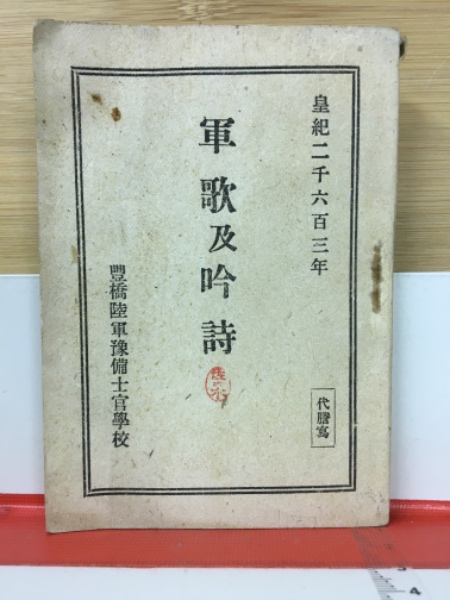 皇紀二千六百三年
軍歌及吟詩
豐橋陸軍豫備士官學校
代謄寫
4